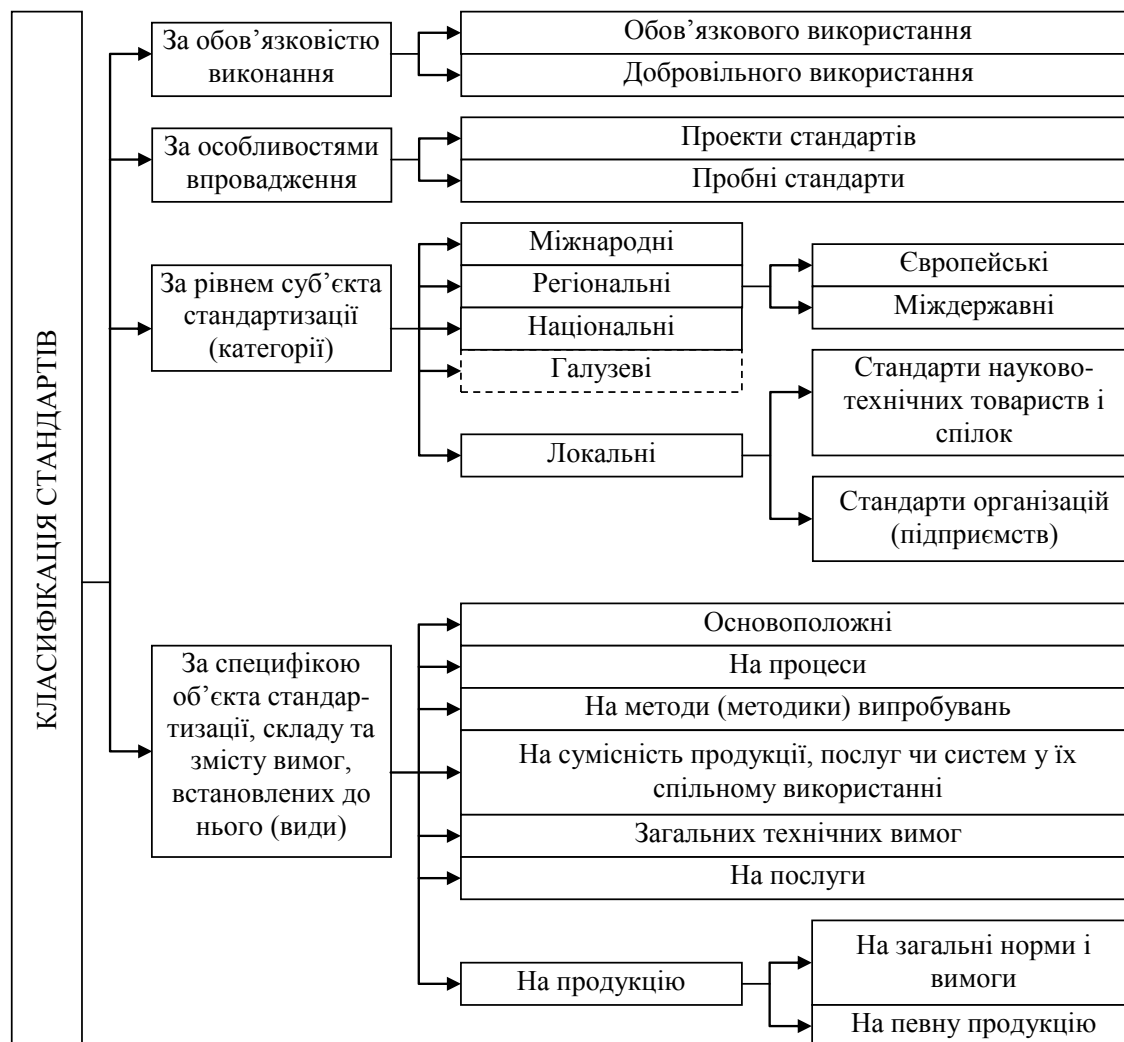 КЛАСИФІКАЦІЯ СТАНДАРТІВ
За обов’язковістю
виконання
Обов’язкового використання
Добровільного використання
За особливостями
впровадження
Проекти стандартів
Пробні стандарти
За рівнем суб’єкта
стандартизації
(категорії)
Міжнародні
Регіональні
Національні
Галузеві
Локальні
Європейські
Міждержавні
Стандарти науково-
технічних товариств і
спілок
Стандарти організацій
(підприємств)
За специфікою
об’єкта стандар-
тизації, складу та
змісту вимог,
встановлених до
нього (види)
Основоположні
На процеси
На методи (методики) випробувань
На сумісність продукції, послуг чи систем у їх
спільному використанні
Загальних технічних вимог
На послуги
На продукцію
На загальні норми і
вимоги
На певну продукцію